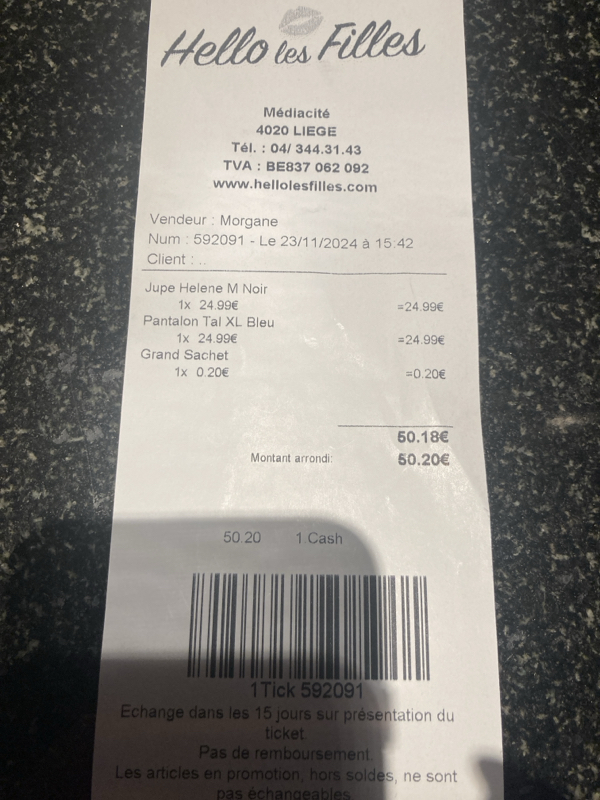 Hello les Filles
Médiacité
4020 LIEGE
Tél. : 04/ 344.31.43
TVA : BE837 062 092
www.hellolesfilles.com
Vendeur : Morgane
Num : 592091 - Le 23/11/2024 à 15:42
Client : ..
Jupe Helene M Noir
1x 24.99€ =24.99€
Pantalon Tal XL Bleu
1x 24.99€ =24.99€
Grand Sachet
1x 0.20€ =0.20€
50.18€
Montant arrondi: 50.20€
50.20 1 Cash
1Tick 592091
Echange dans les 15 jours sur présentation du
ticket.
Pas de remboursement.
Les articles en promotion, hors soldes, ne sont
pas échangeables